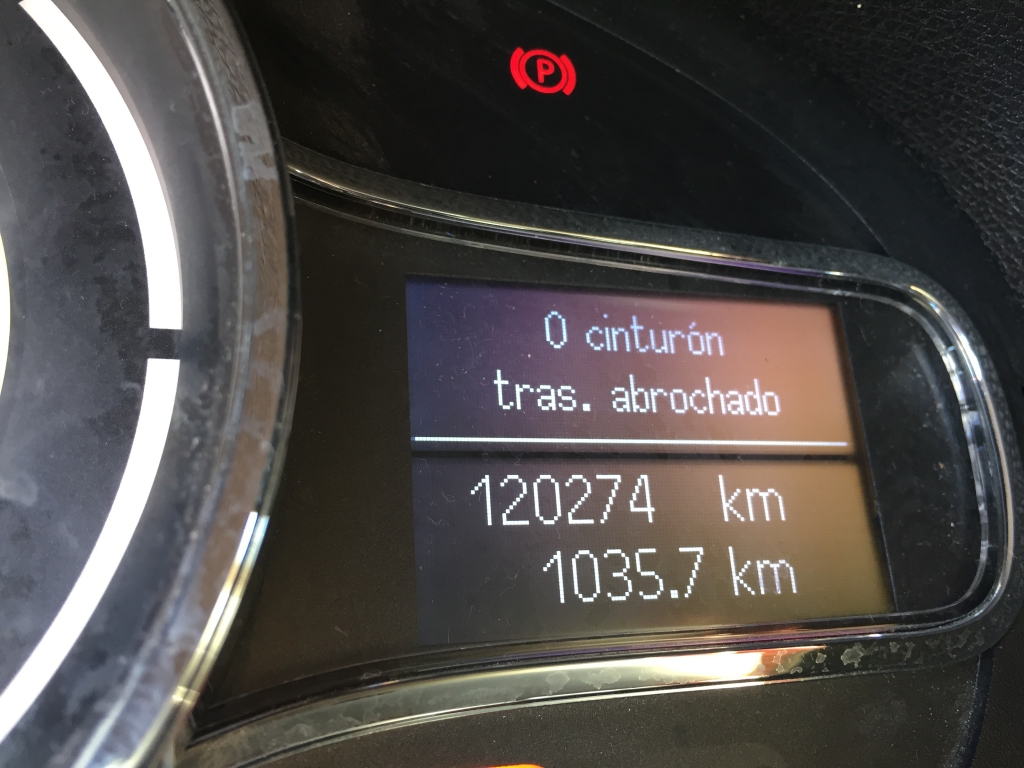 P
0 cinturón
tras. abrochado
120274 km
1035.7 km